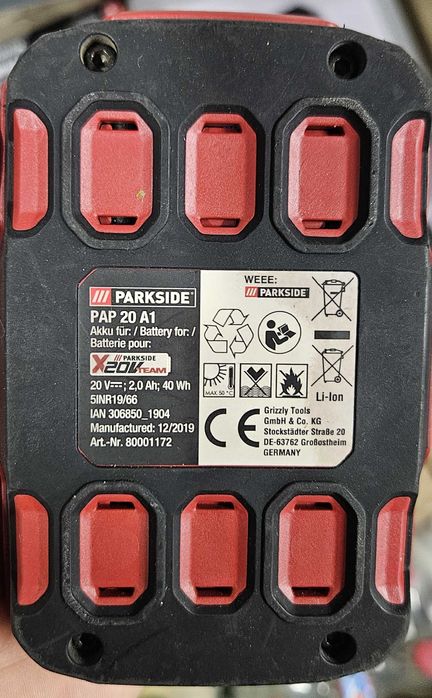 PARKSIDE®
PAP 20 A1
Akku für: / Battery for: /
Batterie pour:
PARKSIDE
X20V TEAM
20 V⎓; 2,0 Ah; 40 Wh
5INR19/66
IAN 306850_1904
Manufactured: 12/2019
Art.-Nr. 80001172
WEEE:
PARKSIDE
MAX. 50°C
Li-Ion
CE
Grizzly Tools
GmbH & Co. KG
Stockstädter Straße 20
DE-63762 Großostheim
GERMANY